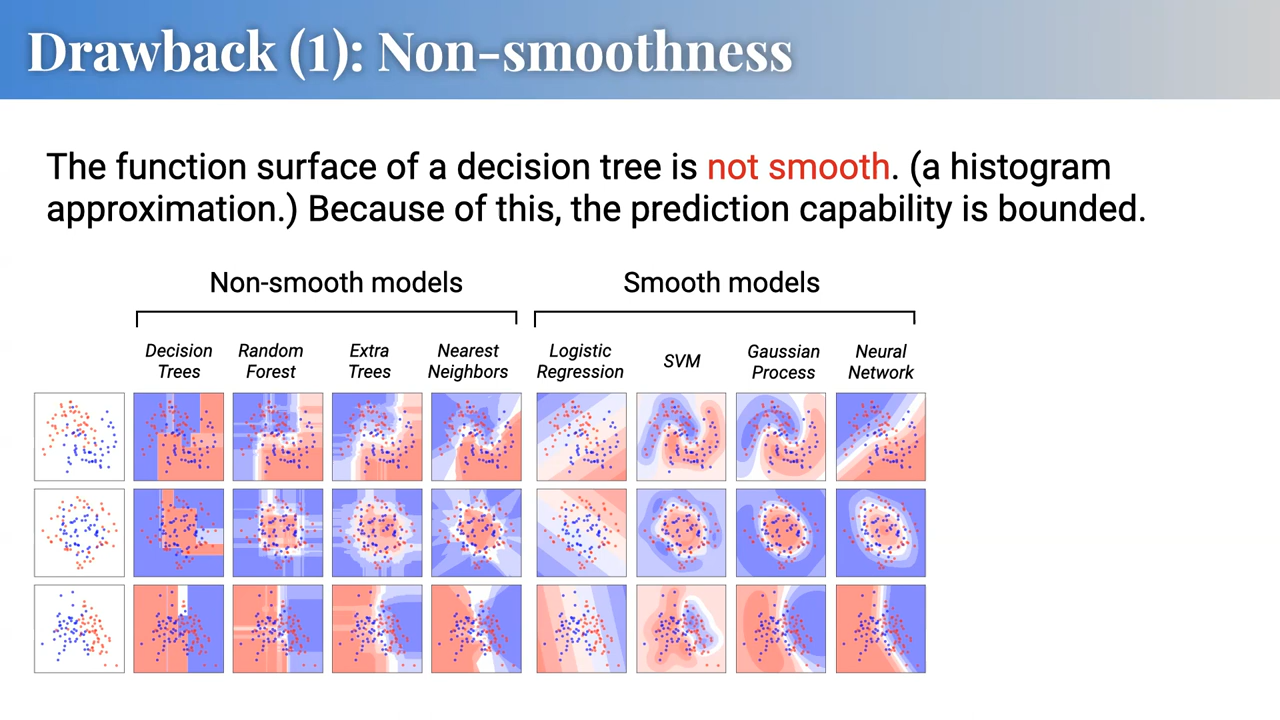 Drawback (1): Non-smoothness
The function surface of a decision tree is not smooth. (a histogram
approximation.) Because of this, the prediction capability is bounded.
Non-smooth models
Smooth models
Decision
Trees
Random
Forest
Extra
Trees
Nearest
Neighbors
Logistic
Regression
SVM
Gaussian
Process
Neural
Network